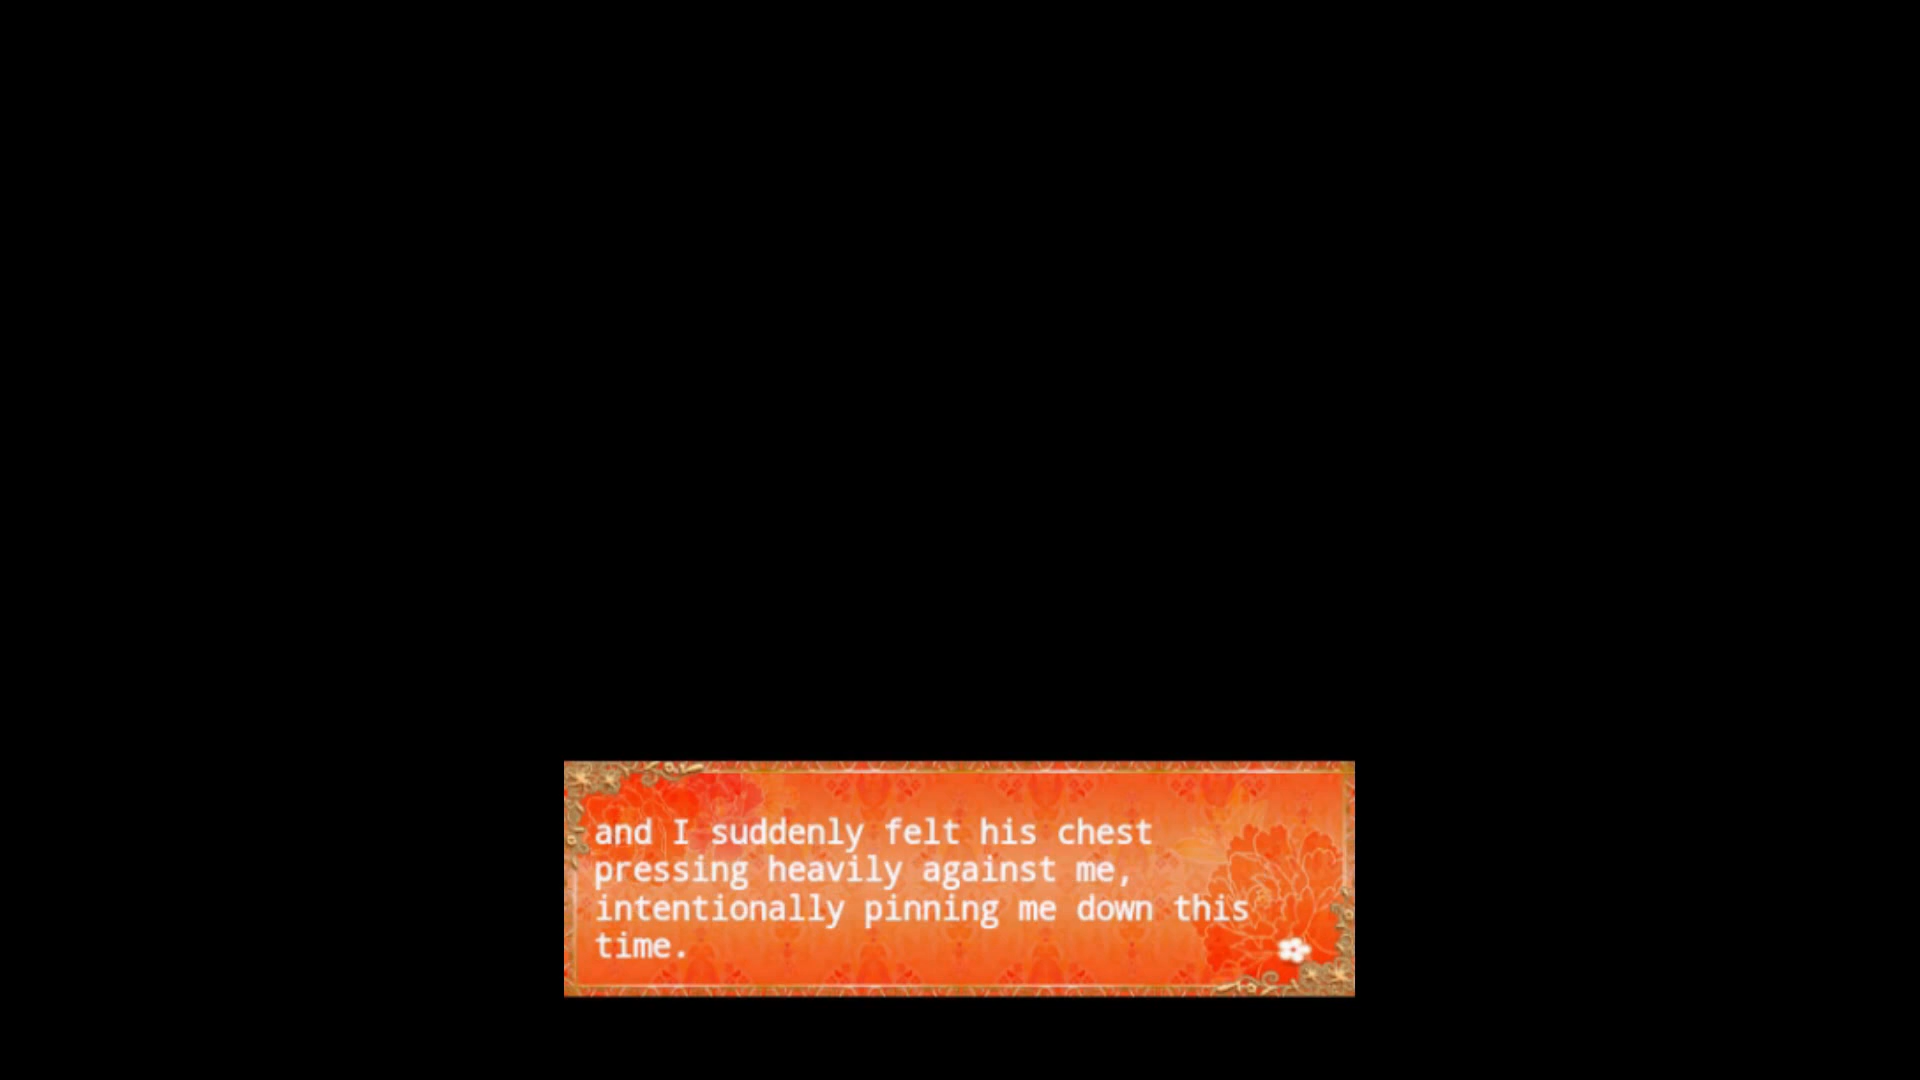 and I suddenly felt his chest
pressing heavily against me,
intentionally pinning me down this
time.